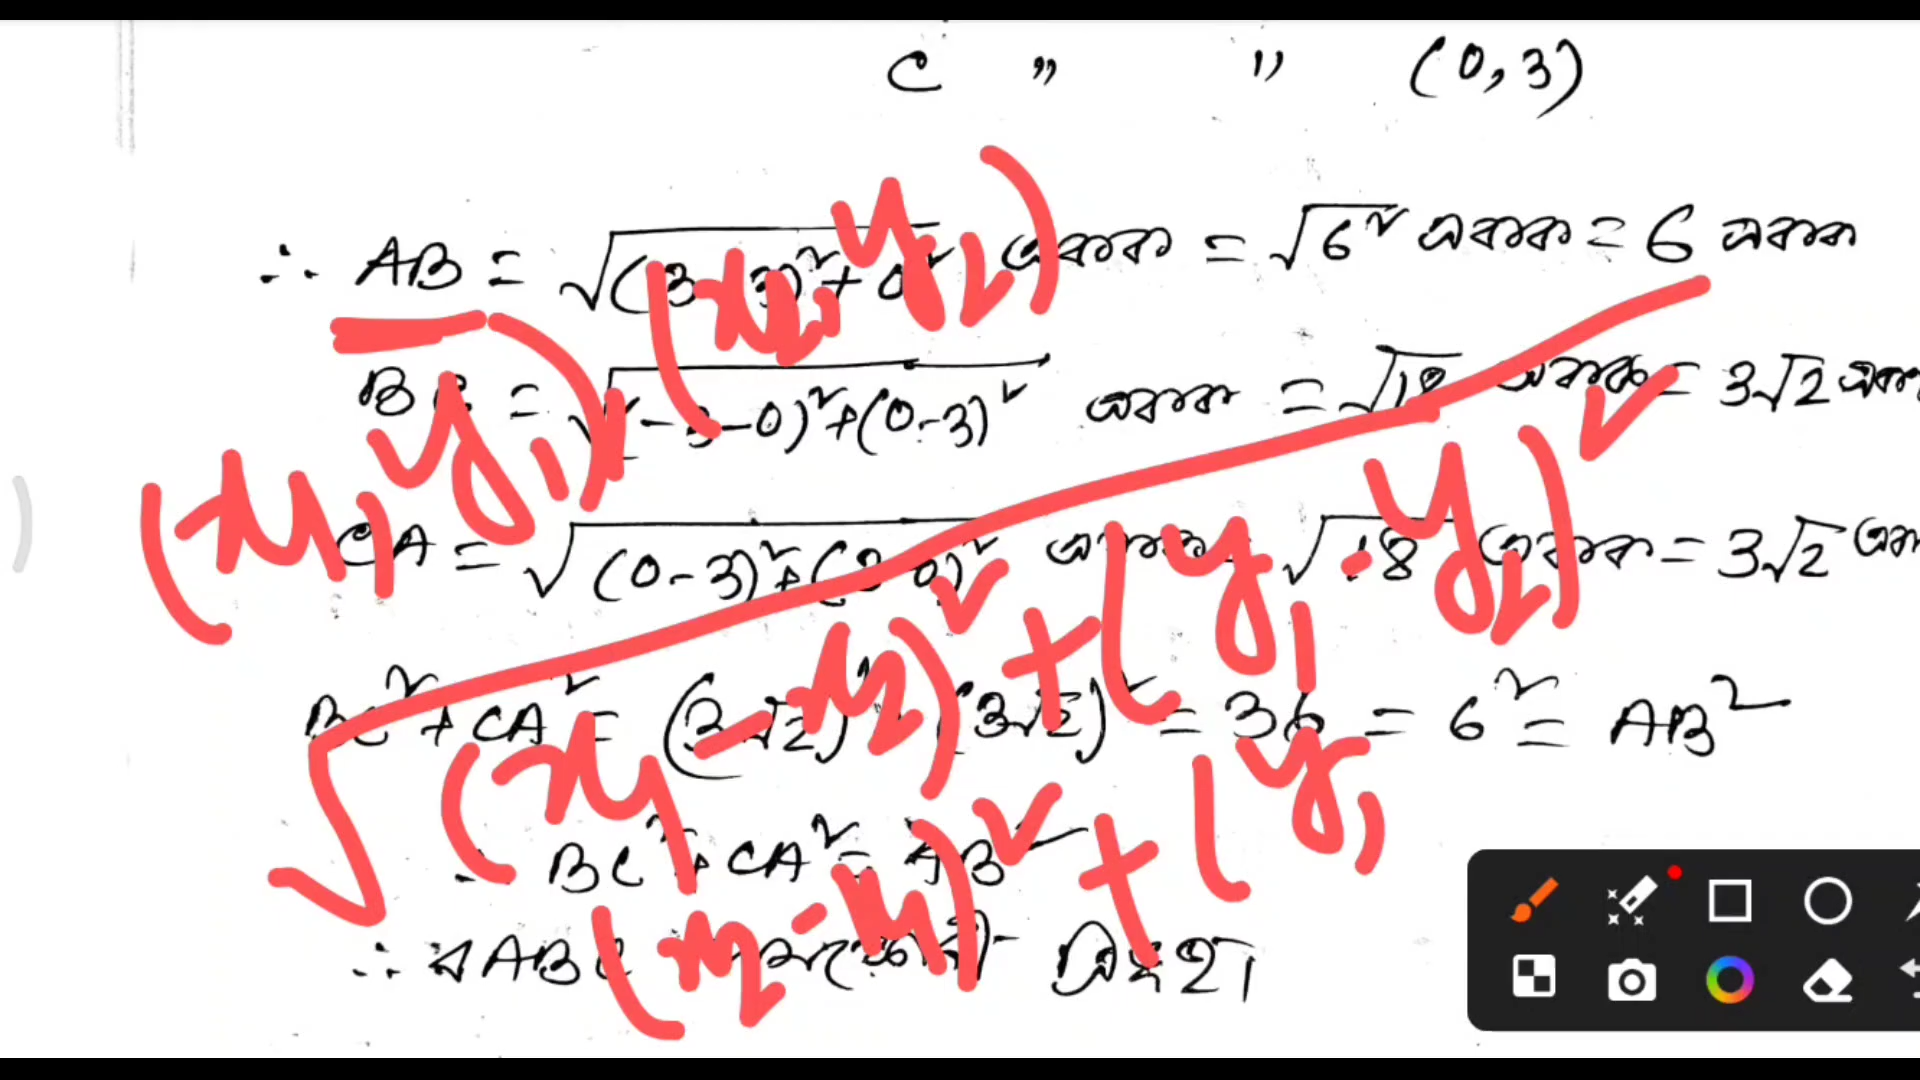 C " " (0, 3)
∴ AB = √(3+3)² + 0² একক = √6² একক = 6 একক
BC = √(-3-0)²+(0-3)² একক = √18 একক = 3√2 একক
CA = √(0-3)²+(3-0)² একক = √18 একক = 3√2 একক
BC²+CA² = (3√2)²+(3√2)² = 36 = 6² = AB²
∴ BC²+CA² = AB²
∴ ABC
(x₁, y₁), (x₂, y₂)
√(x₁-x₂)²+(y₁-y₂)²
(x₂-x₁)²+(y₁